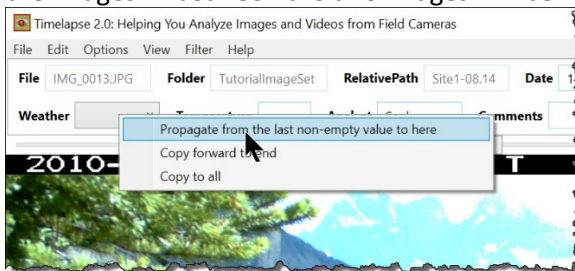 Timelapse 2.0: Helping You Analyze Images and Videos from Field Cameras
File Edit Options View Filter Help
File IMG_0013.JPG Folder TutorialImageSet RelativePath Site1-08.14 Date 1
Weather Comments
Propagate from the last non-empty value to here
Copy forward to end
Copy to all
2010- T